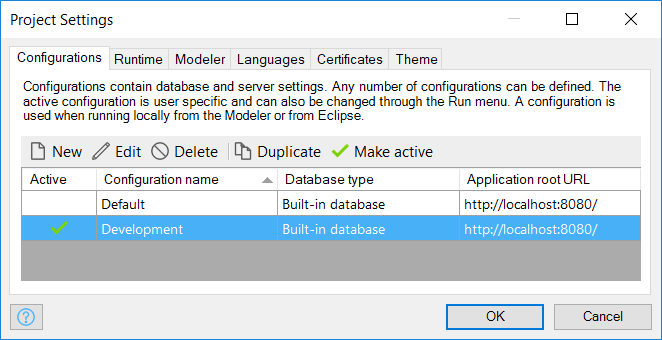 Project Settings
Configurations Runtime Modeler Languages Certificates Theme
Configurations contain database and server settings. Any number of configurations can be defined. The
active configuration is user specific and can also be changed through the Run menu. A configuration is
used when running locally from the Modeler or from Eclipse.
New Edit Delete Duplicate Make active
Active Configuration name Database type Application root URL
Default Built-in database http://localhost:8080/
Development Built-in database http://localhost:8080/
? OK Cancel